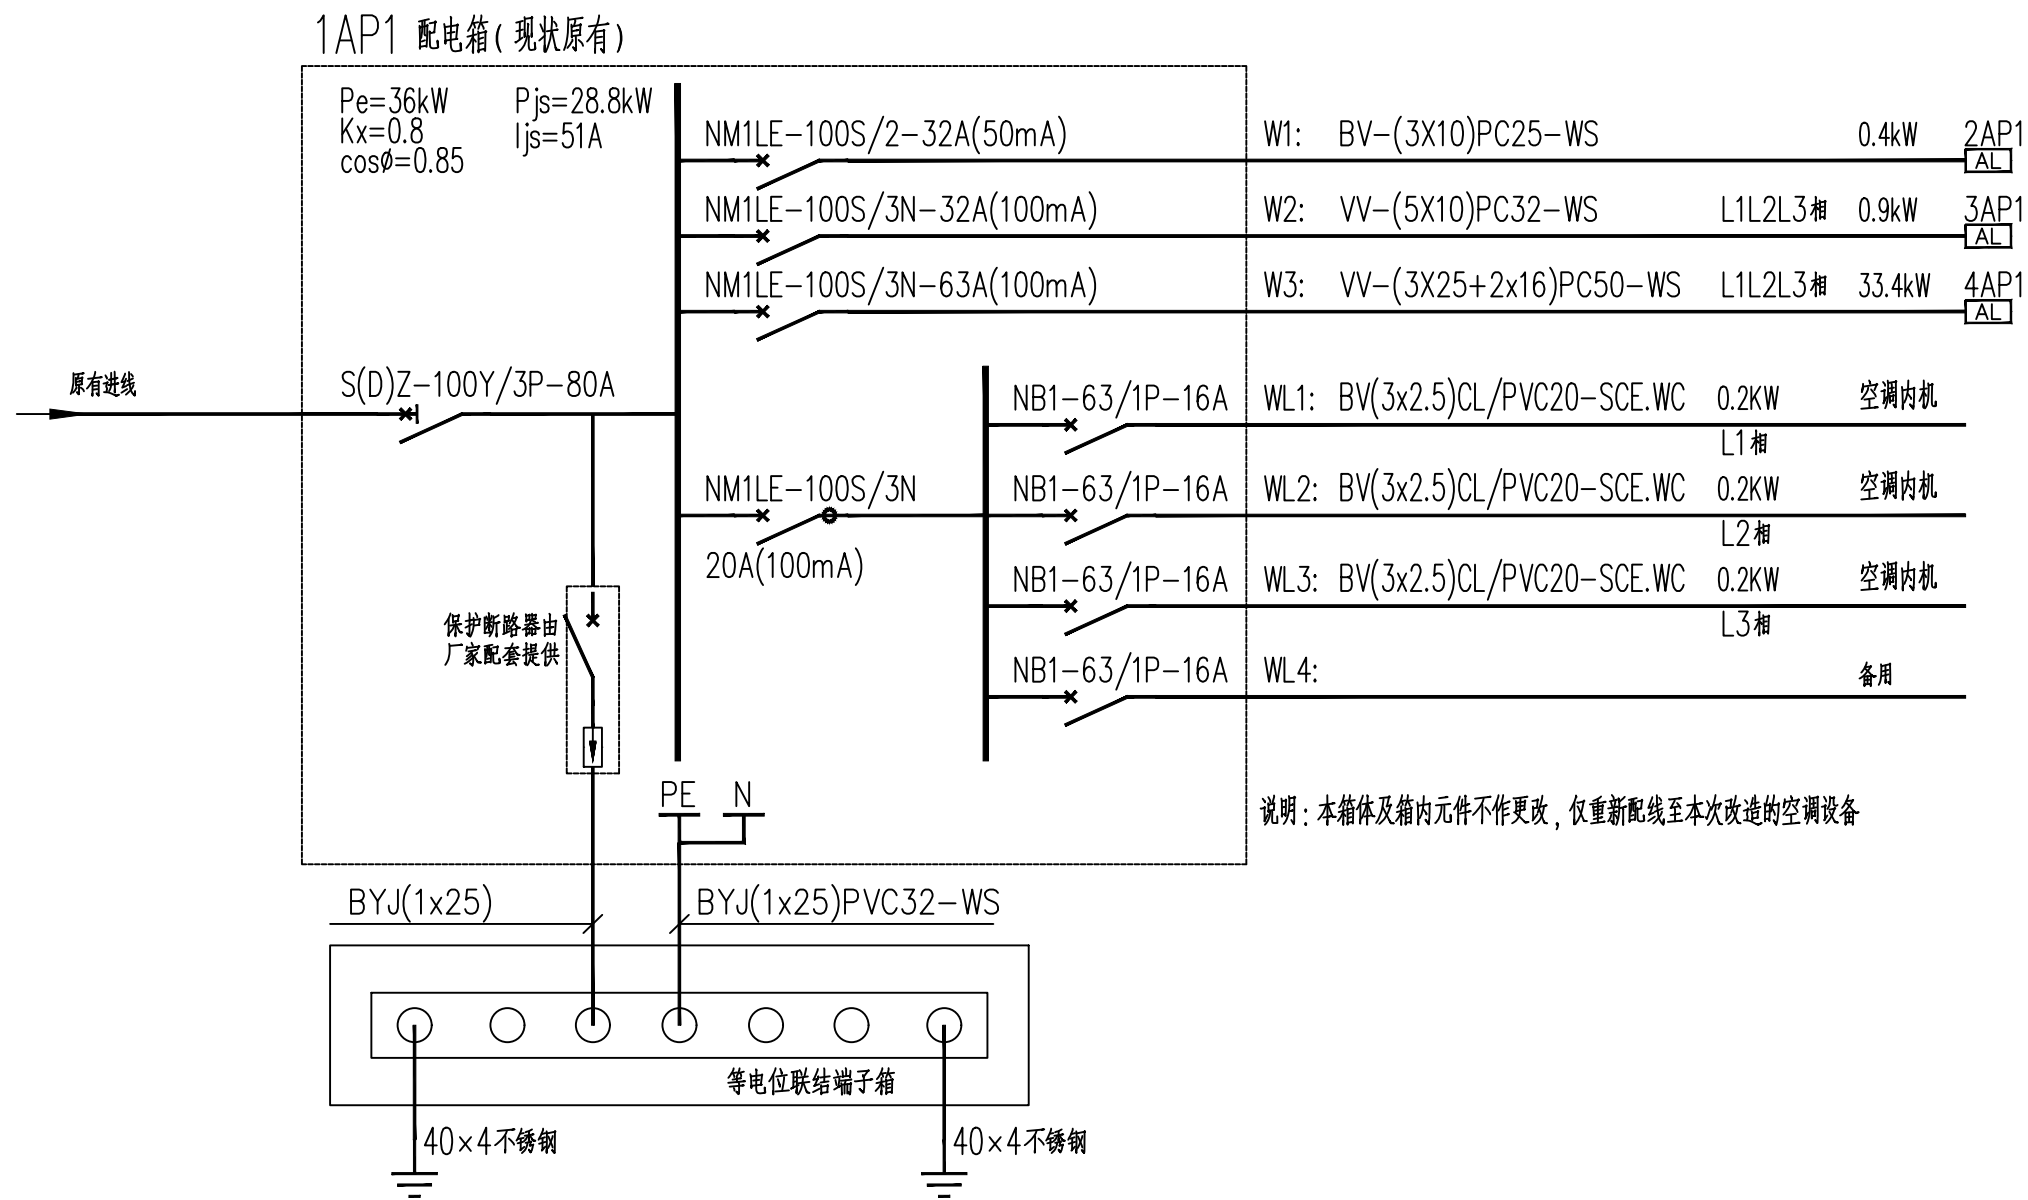 1AP1 配电箱(现状原有)
Pe=36kW Pjs=28.8kW
Kx=0.8 Ijs=51A
cosø=0.85
NM1LE-100S/2-32A(50mA) W1: BV-(3X10)PC25-WS 0.4kW 2AP1
AL
NM1LE-100S/3N-32A(100mA) W2: VV-(5X10)PC32-WS L1L2L3相 0.9kW 3AP1
AL
NM1LE-100S/3N-63A(100mA) W3: VV-(3X25+2x16)PC50-WS L1L2L3相 33.4kW 4AP1
AL
原有进线 S(D)Z-100Y/3P-80A
NB1-63/1P-16A WL1: BV(3x2.5)CL/PVC20-SCE.WC 0.2KW 空调内机
L1相
NM1LE-100S/3N
20A(100mA)
NB1-63/1P-16A WL2: BV(3x2.5)CL/PVC20-SCE.WC 0.2KW 空调内机
L2相
NB1-63/1P-16A WL3: BV(3x2.5)CL/PVC20-SCE.WC 0.2KW 空调内机
L3相
NB1-63/1P-16A WL4: 备用
保护断路器由
厂家配套提供
PE N
说明:本箱体及箱内元件不作更改,仅重新配线至本次改造的空调设备
BYJ(1x25) BYJ(1x25)PVC32-WS
等电位联结端子箱
40×4不锈钢 40×4不锈钢